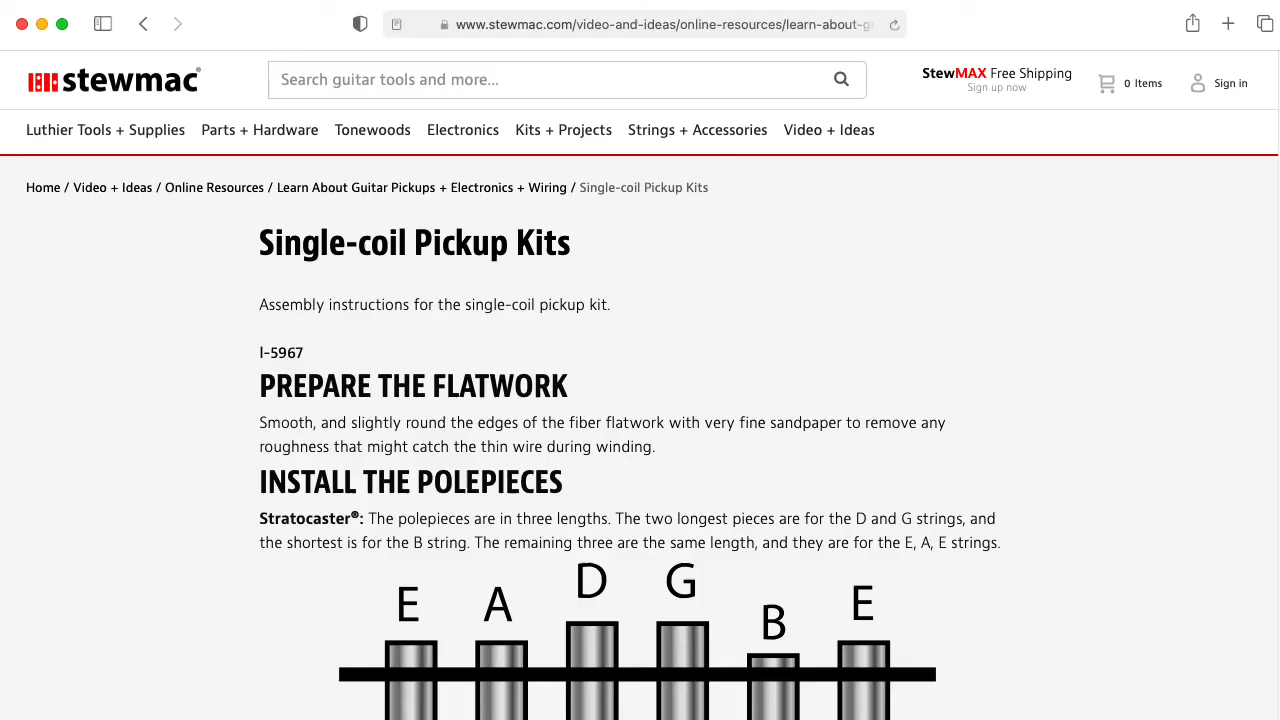 www.stewmac.com/video-and-ideas/online-resources/learn-about-g
stewmac®
Search guitar tools and more...
StewMAX Free Shipping
Sign up now
0 Items
Sign in
Luthier Tools + Supplies Parts + Hardware Tonewoods Electronics Kits + Projects Strings + Accessories Video + Ideas
Home / Video + Ideas / Online Resources / Learn About Guitar Pickups + Electronics + Wiring / Single-coil Pickup Kits
Single-coil Pickup Kits
Assembly instructions for the single-coil pickup kit.
I-5967
PREPARE THE FLATWORK
Smooth, and slightly round the edges of the fiber flatwork with very fine sandpaper to remove any
roughness that might catch the thin wire during winding.
INSTALL THE POLEPIECES
Stratocaster®: The polepieces are in three lengths. The two longest pieces are for the D and G strings, and
the shortest is for the B string. The remaining three are the same length, and they are for the E, A, E strings.
E A D G B E